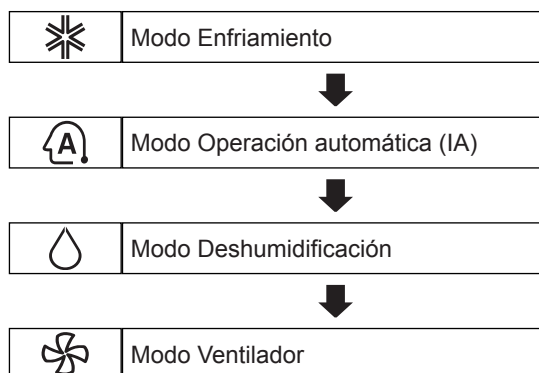 Modo Enfriamiento
A
Modo Operación automática (IA)
Modo Deshumidificación
Modo Ventilador